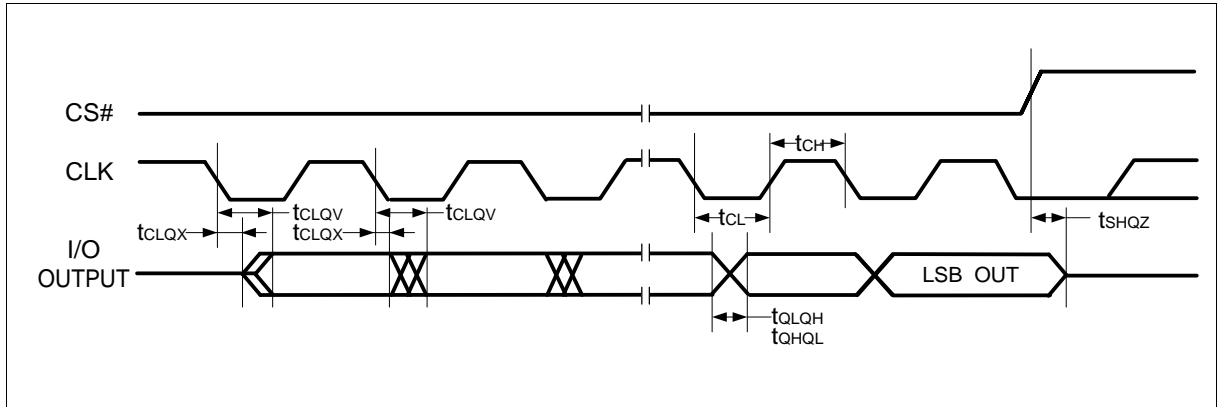 CS#
CLK
tCH
tCLQV
tCLQV
tCLQX
tCLQX
tCL
tSHQZ
I/O
OUTPUT
LSB OUT
tQLQH
tQHQL